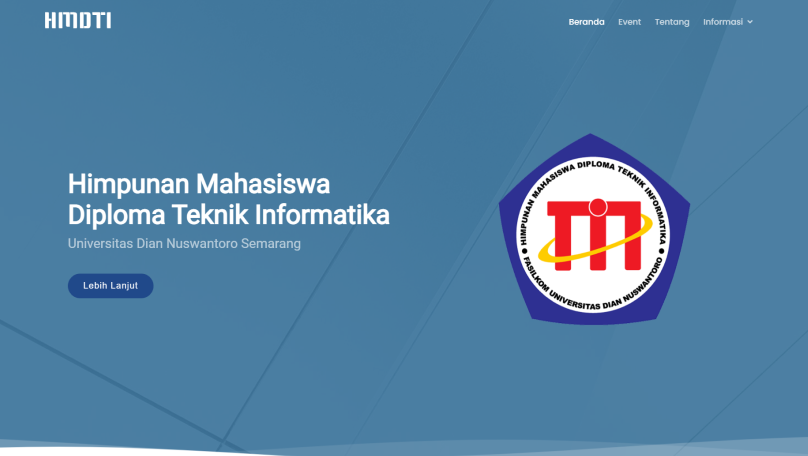 HMDTI
Beranda Event Tentang Informasi
Himpunan Mahasiswa
Diploma Teknik Informatika
Universitas Dian Nuswantoro Semarang
Lebih Lanjut
HIMPUNAN MAHASISWA DIPLOMA TEKNIK INFORMATIKA
FASILKOM UNIVERSITAS DIAN NUSWANTORO